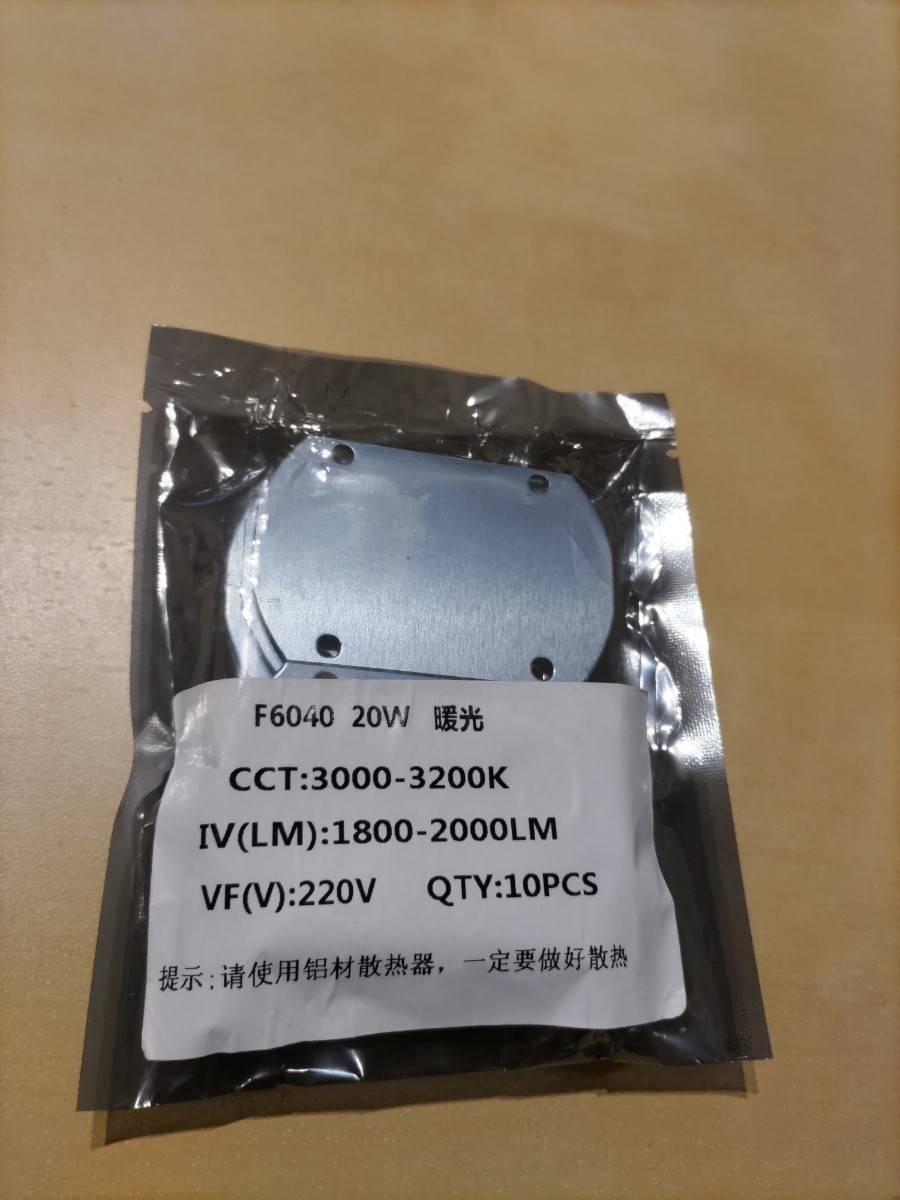 F6040 20W 暖光
CCT:3000-3200K
IV(LM):1800-2000LM
VF(V):220V QTY:10PCS
提示;请使用铝材散热器，一定要做好散热